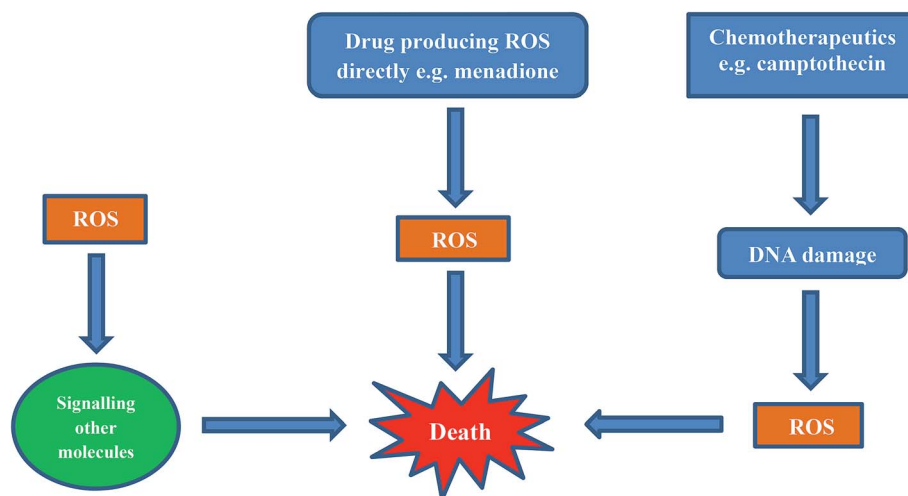 Drug producing ROS
directly e.g. menadione
Chemotherapeutics
e.g. camptothecin
ROS
ROS
DNA damage
Signalling
other
molecules
Death
ROS